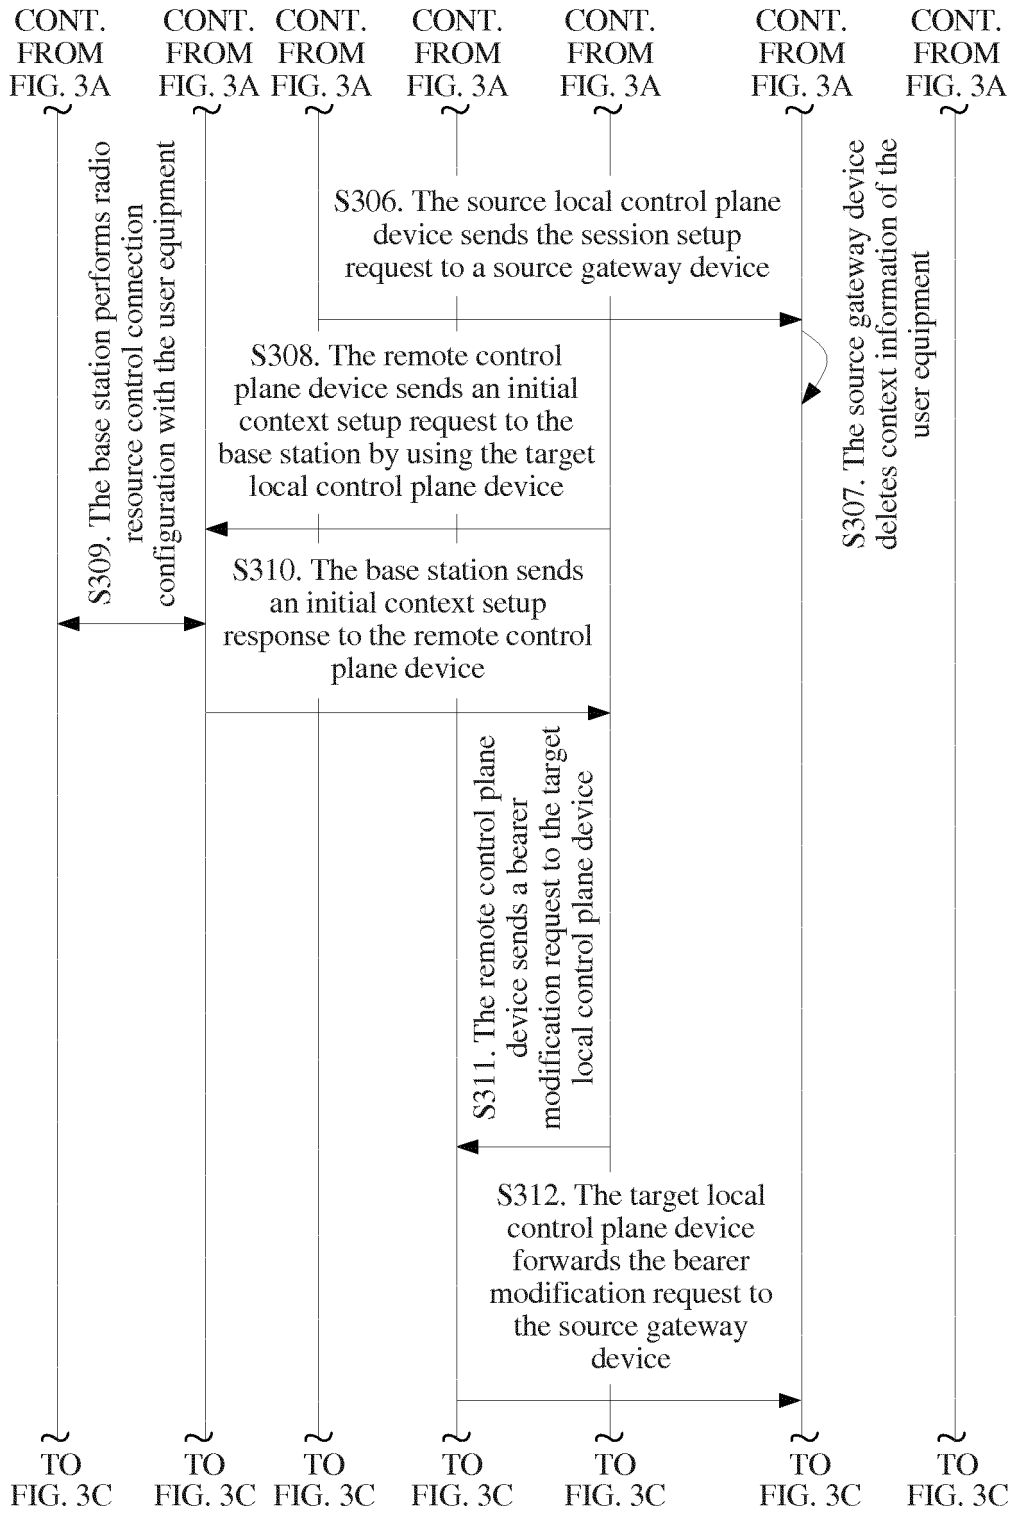 CONT. FROM FIG. 3A
CONT. FROM FIG. 3A
CONT. FROM FIG. 3A
CONT. FROM FIG. 3A
CONT. FROM FIG. 3A
CONT. FROM FIG. 3A
CONT. FROM FIG. 3A
S306. The source local control plane
device sends the session setup
request to a source gateway device
S307. The source gateway device
deletes context information of the
user equipment
S308. The remote control
plane device sends an initial
context setup request to the
base station by using the target
local control plane device
S309. The base station performs radio
resource control connection
configuration with the user equipment
S310. The base station sends
an initial context setup
response to the remote control
plane device
S311. The remote control plane
device sends a bearer
modification request to the target
local control plane device
S312. The target local
control plane device
forwards the bearer
modification request to
the source gateway
device
TO FIG. 3C
TO FIG. 3C
TO FIG. 3C
TO FIG. 3C
TO FIG. 3C
TO FIG. 3C
TO FIG. 3C